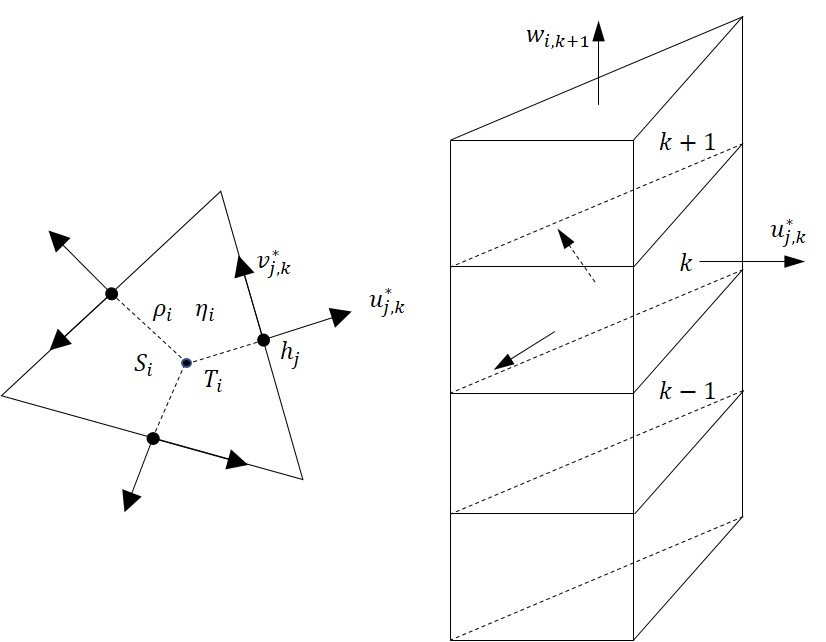 w_{i,k+1}
k + 1
v^*_{j,k}
u^*_{j,k}
k
u^*_{j,k}
ρ_i η_i
h_j
S_i
T_i
k − 1